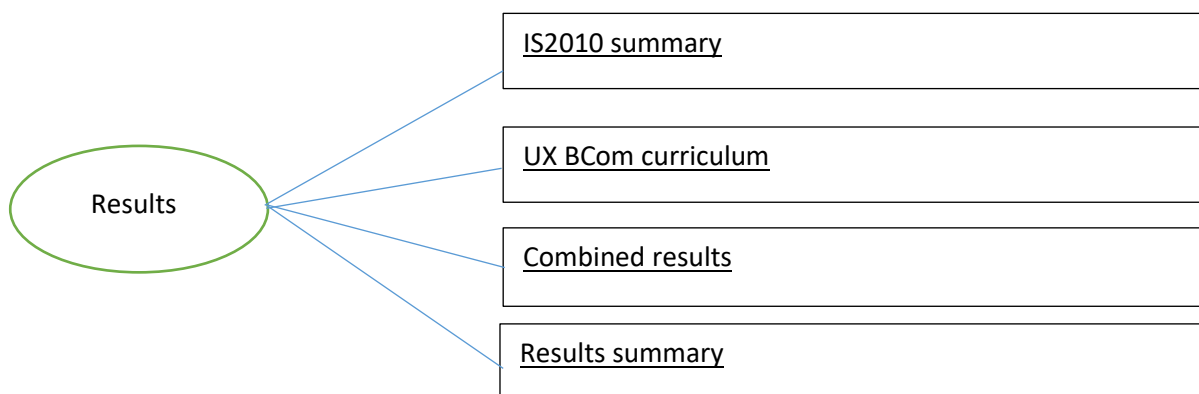 IS2010 summary
UX BCom curriculum
Results
Combined results
Results summary